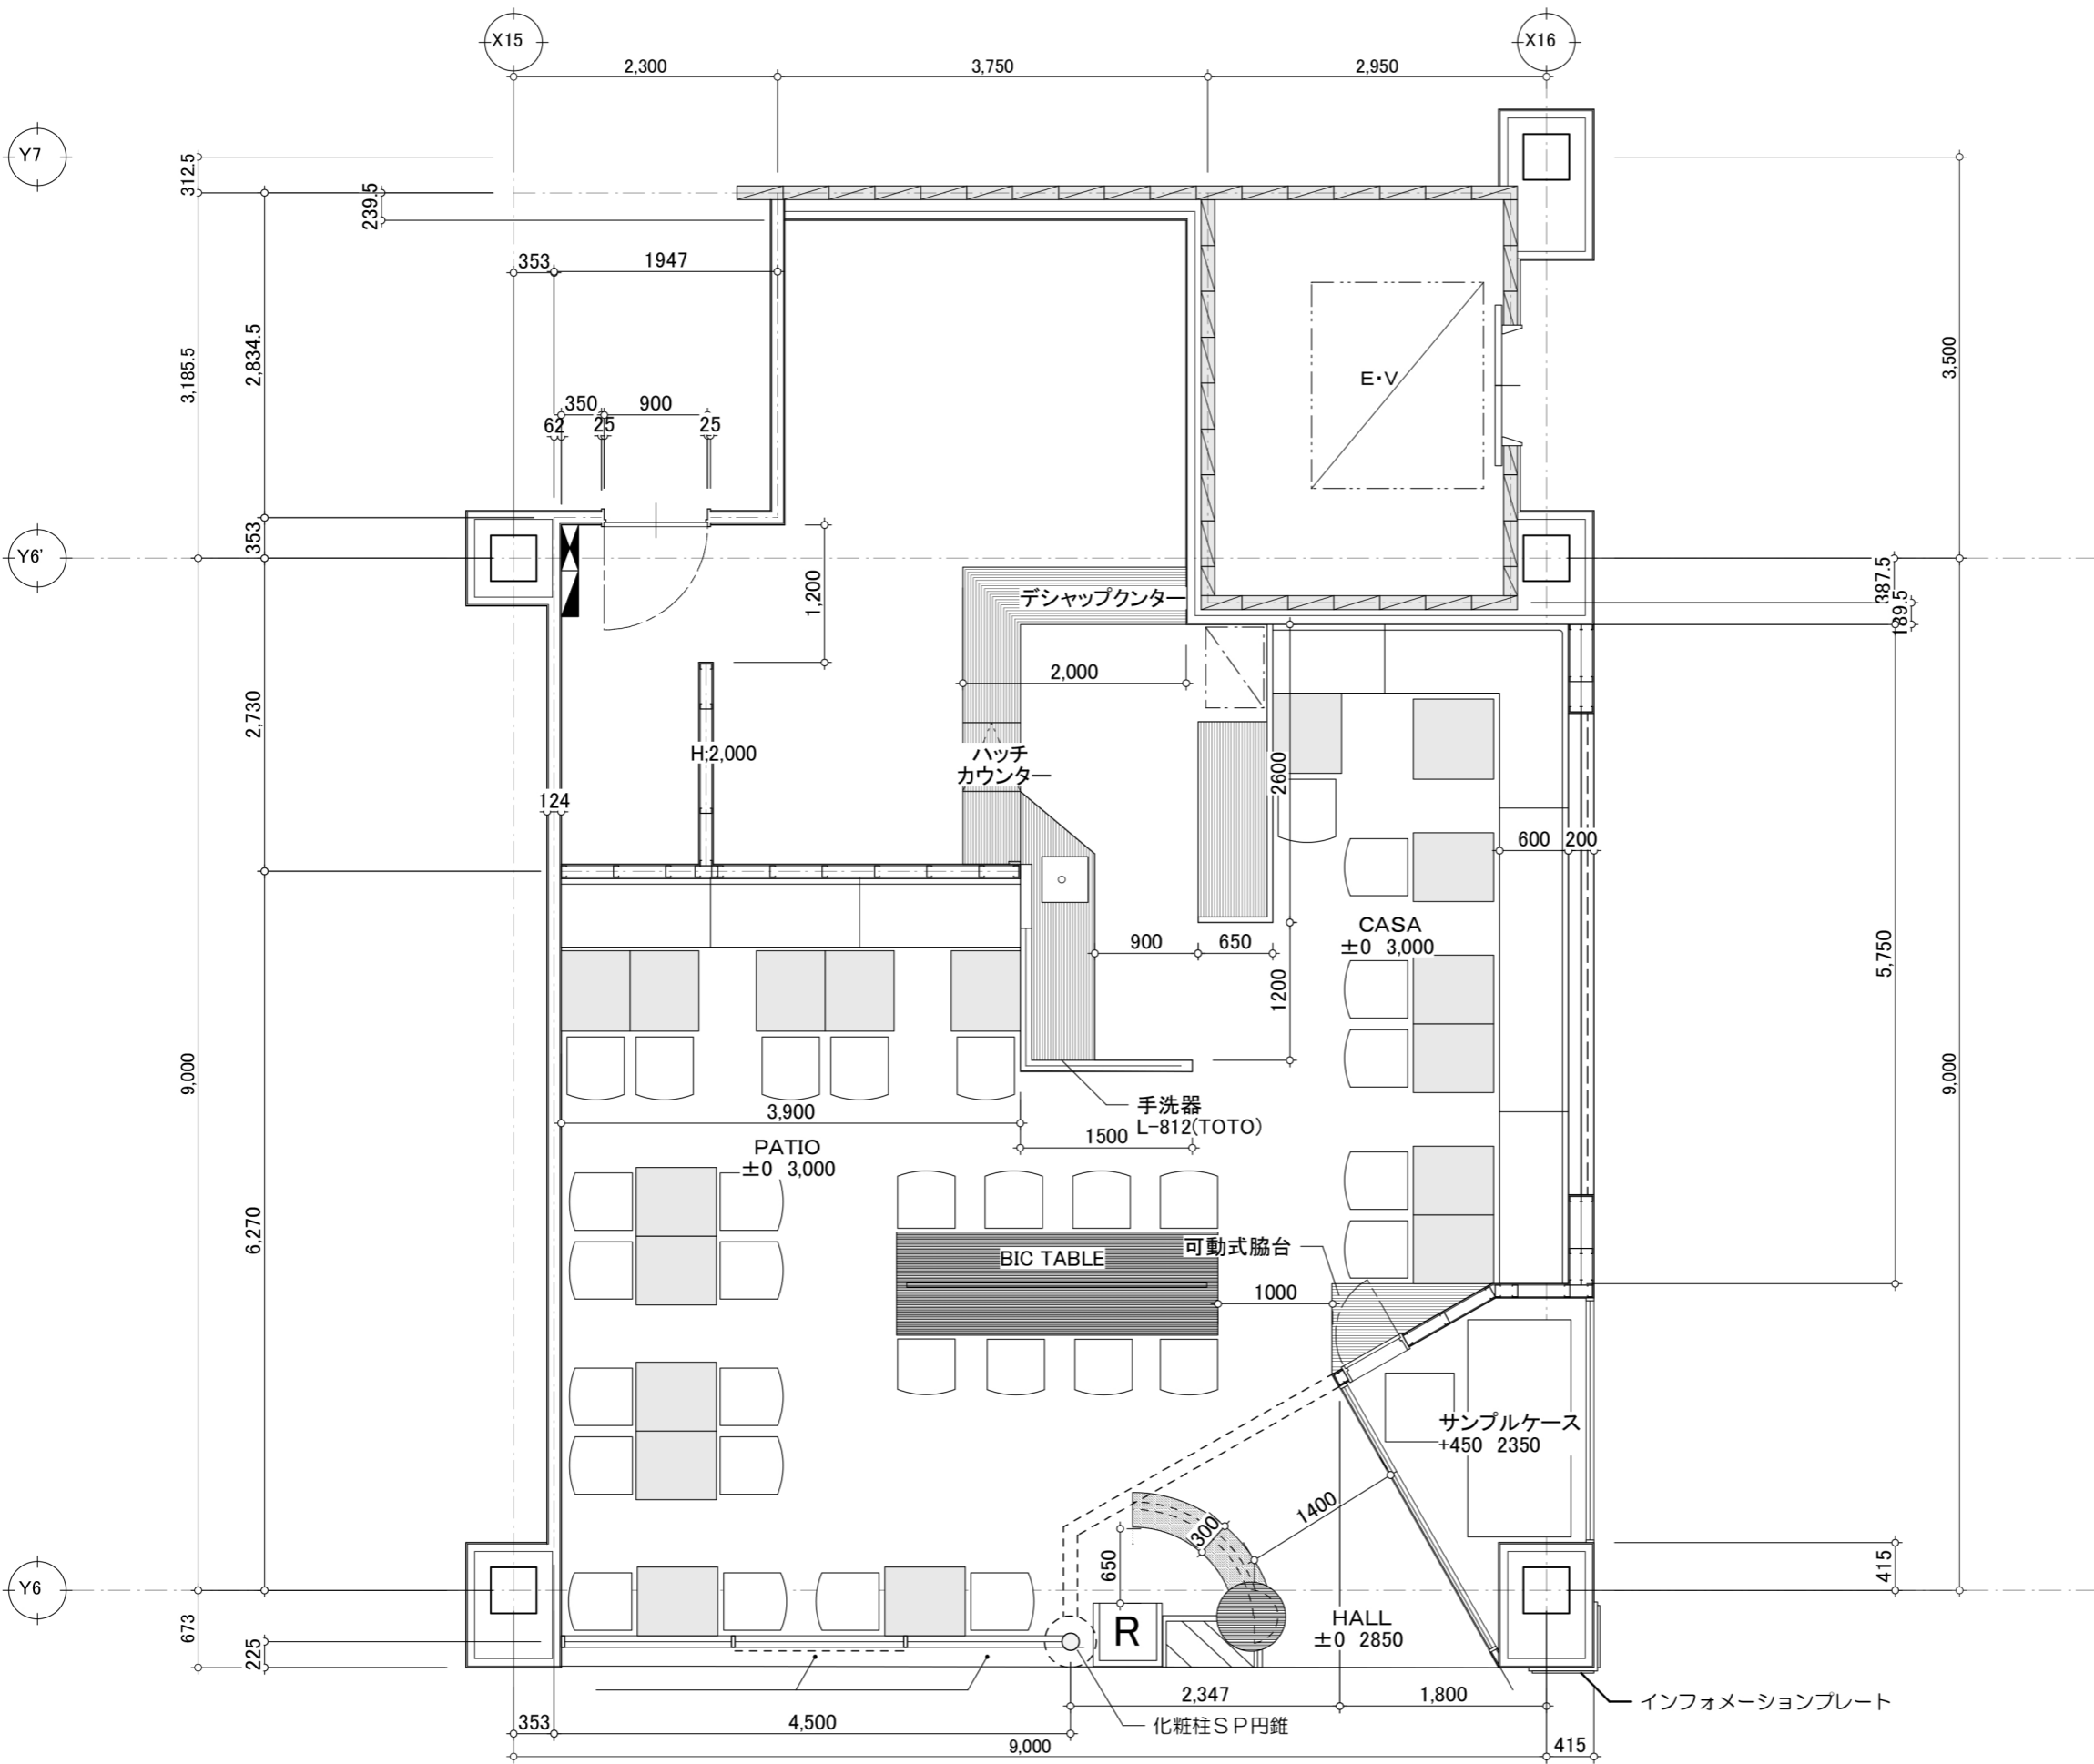 X15
X16
2,300
3,750
2,950
Y7
312.5
239.5
353
1947
2,834.5
3,185.5
3,500
E・V
350
900
62
25
25
353
Y6'
387.5
189.5
1,200
デシャップクンター
2,000
2,730
H;2,000
ハッチ
カウンター
2600
124
600
200
CASA
±0 3,000
900
650
5,750
1200
9,000
9,000
手洗器
L-812(TOTO)
3,900
1500
PATIO
±0 3,000
6,270
BIC TABLE
可動式脇台
1000
サンプルケース
+450 2350
1400
300
650
415
Y6
673
225
R
HALL
±0 2850
2,347
1,800
インフォメーションプレート
353
4,500
化粧柱SP円錐
9,000
415